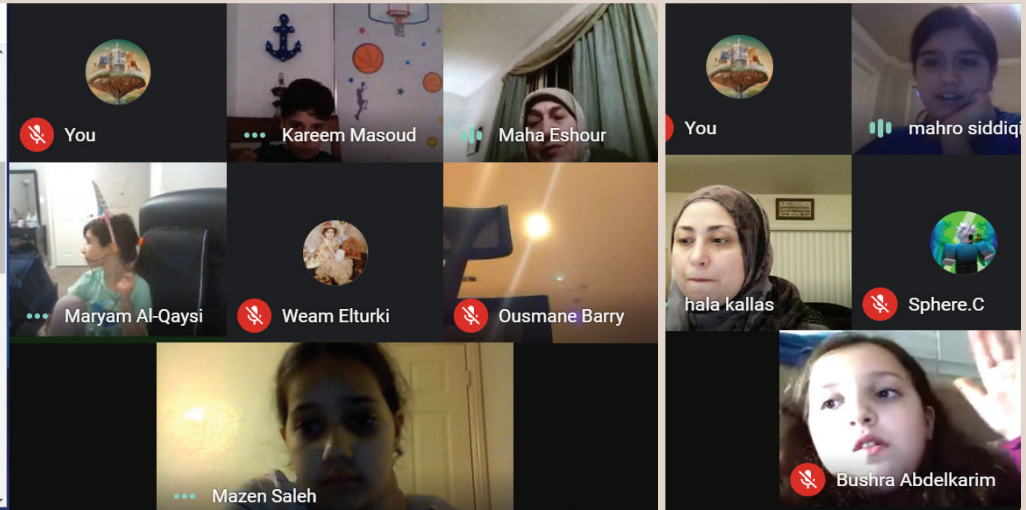 You
Kareem Masoud
Maha Eshour
Maryam Al-Qaysi
Weam Elturki
Ousmane Barry
Mazen Saleh
You
mahro siddiqi
hala kallas
Sphere.C
Bushra Abdelkarim